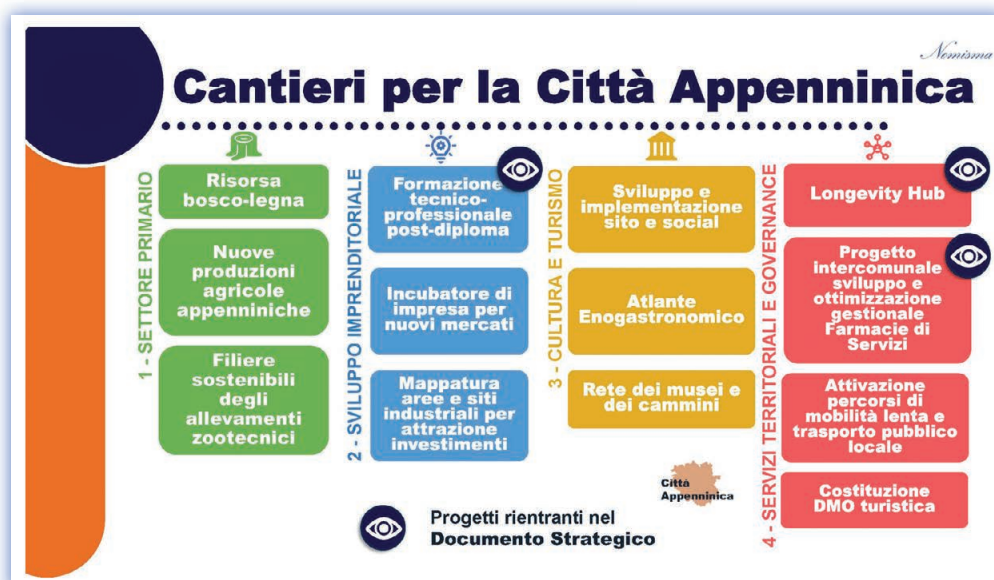 Nomisma
Cantieri per la Città Appenninica
1 - SETTORE PRIMARIO
Risorsa
bosco-legna
Nuove
produzioni
agricole
appenniniche
Filiere
sostenibili
degli
allevamenti
zootecnici
2 - SVILUPPO IMPRENDITORIALE
Formazione
tecnico-
professionale
post-diploma
Incubatore di
impresa per
nuovi mercati
Mappatura
aree e siti
industriali per
attrazione
investimenti
3 - CULTURA E TURISMO
Sviluppo e
implementazione
sito e social
Atlante
Enogastronomico
Rete dei musei e
dei cammini
4 - SERVIZI TERRITORIALI E GOVERNANCE
Longevity Hub
Progetto
intercomunale
sviluppo e
ottimizzazione
gestionale
Farmacie di
Servizi
Attivazione
percorsi di
mobilità lenta e
trasporto pubblico
locale
Costituzione
DMO turistica
Città
Appenninica
Progetti rientranti nel
Documento Strategico